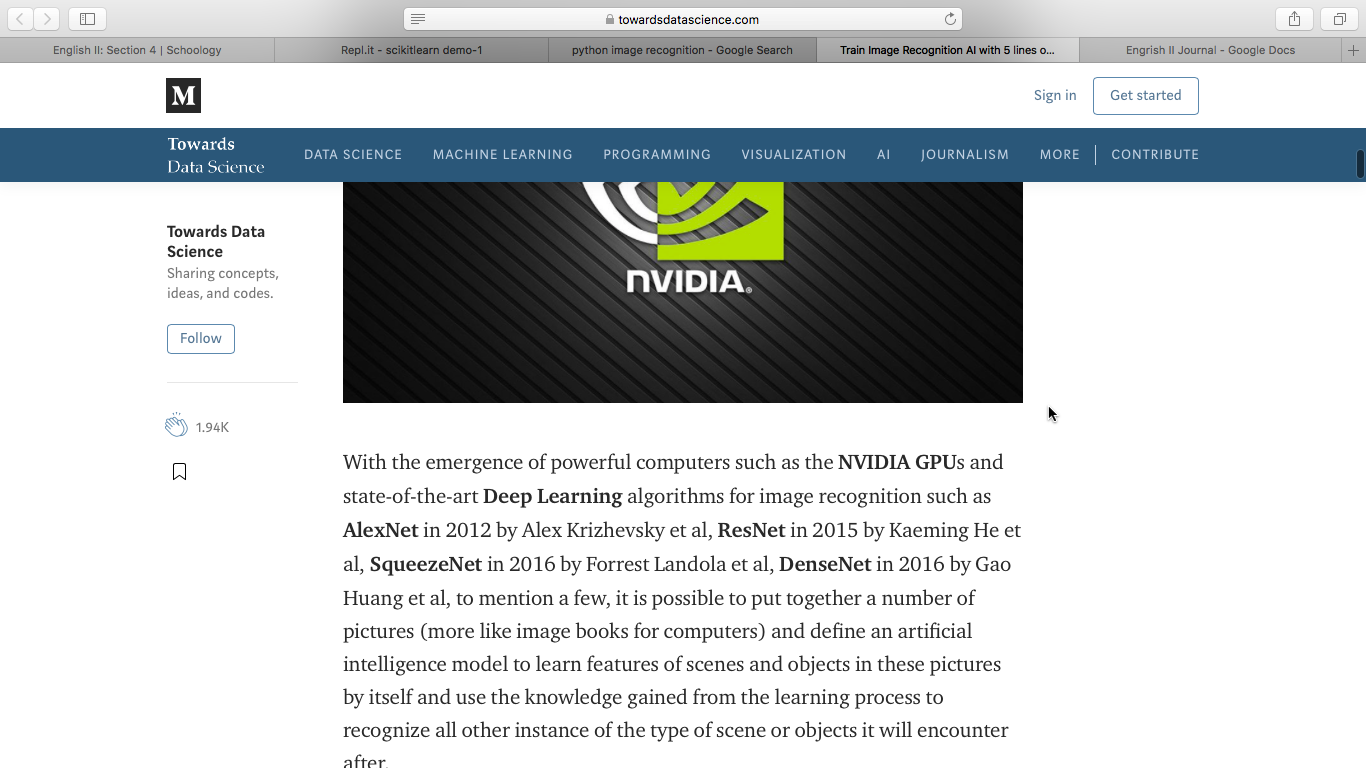 towardsdatascience.com
English II: Section 4 | Schoology
Repl.it - scikitlearn demo-1
python image recognition - Google Search
Train Image Recognition AI with 5 lines o...
Engrish II Journal - Google Docs
M
Sign in
Get started
Towards
Data Science
DATA SCIENCE
MACHINE LEARNING
PROGRAMMING
VISUALIZATION
AI
JOURNALISM
MORE
CONTRIBUTE
NVIDIA®
Towards Data
Science
Sharing concepts,
ideas, and codes.
Follow
1.94K
With the emergence of powerful computers such as the NVIDIA GPUs and
state-of-the-art Deep Learning algorithms for image recognition such as
AlexNet in 2012 by Alex Krizhevsky et al, ResNet in 2015 by Kaeming He et
al, SqueezeNet in 2016 by Forrest Landola et al, DenseNet in 2016 by Gao
Huang et al, to mention a few, it is possible to put together a number of
pictures (more like image books for computers) and define an artificial
intelligence model to learn features of scenes and objects in these pictures
by itself and use the knowledge gained from the learning process to
recognize all other instance of the type of scene or objects it will encounter
after.